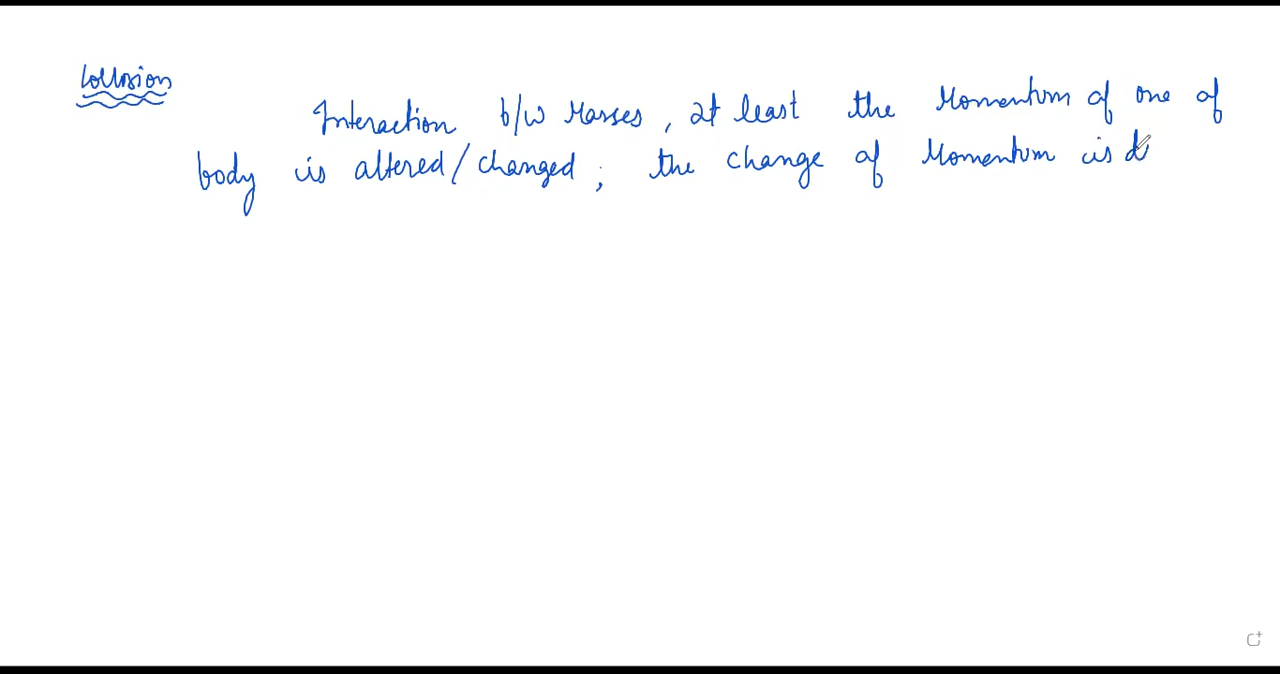 Collision
Interaction b/w Masses, at least the Momentum of one of
body is altered/changed; the change of Momentum is d